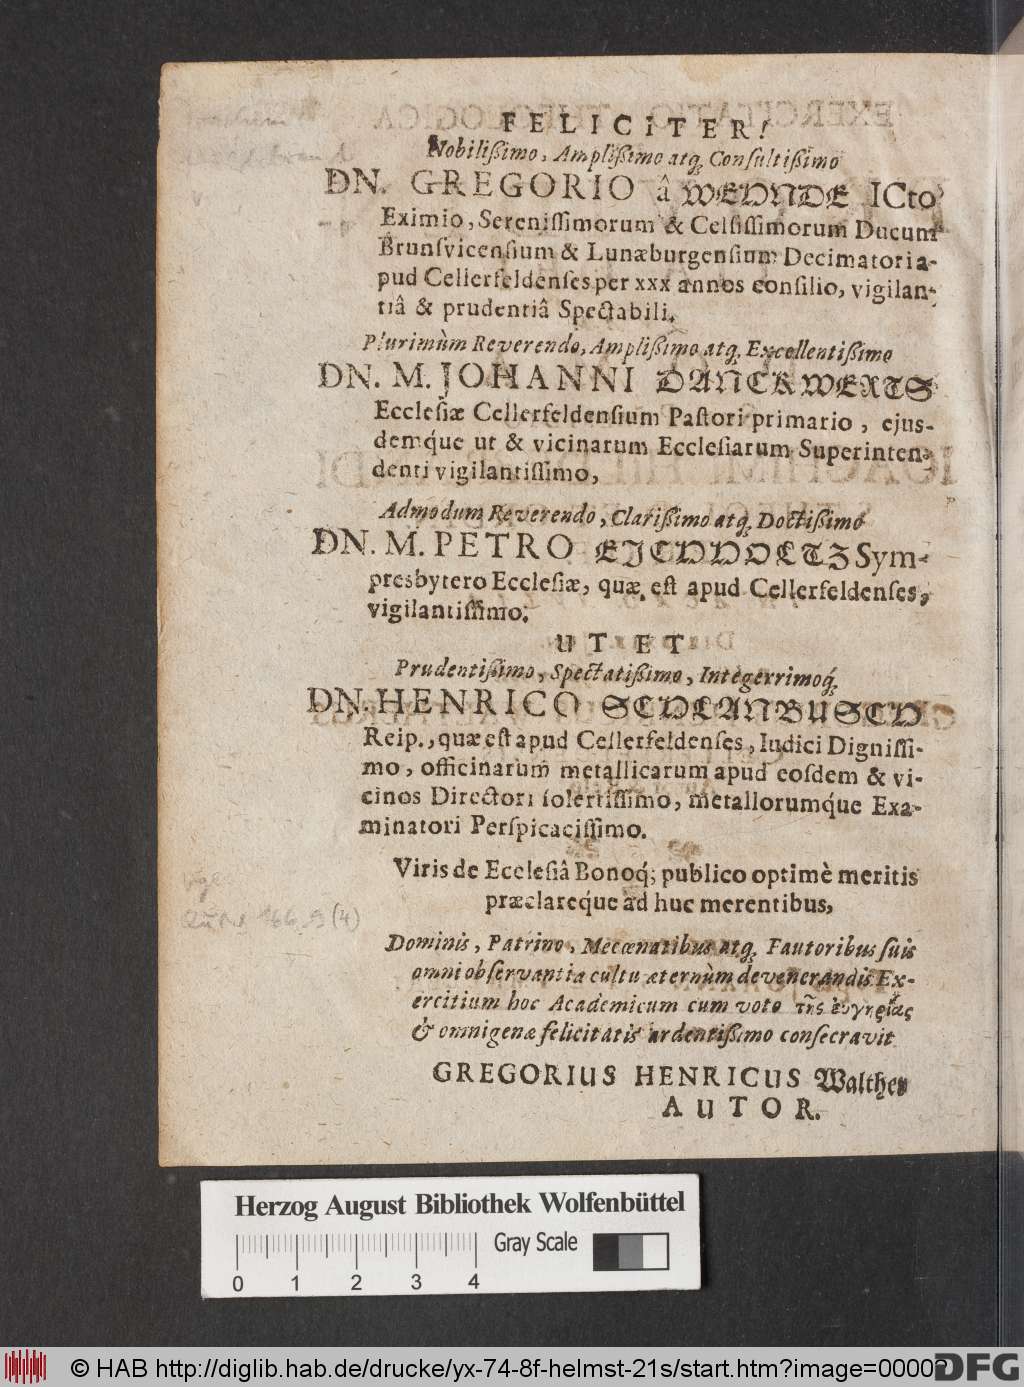 FELICITER!
Nobilißimo, Amplißimo atq; Consultißimo
DN. GREGORIO â WENDE ICto
Eximio, Sereniſſimorum & Celſiſſimorum Ducum
Brunſvicenſium & Lunæburgenſium Decimatori a-
pud Cellerfeldenſes per xxx annos conſilio, vigilan-
tiâ & prudentiâ Spectabili.
Plurimùm Reverendo, Amplißimo atq; Excellentißimo
DN. M. JOHANNI DANCKWERTS
Eccleſiæ Cellerfeldenſium Paſtori primario, ejus-
demq́ue ut & vicinarum Eccleſiarum Superinten-
denti vigilantiſſimo,
Admodum Reverendo, Clarißimo atq; Doctißimo
DN. M. PETRO EICHHOLTZ Sym-
presbytero Eccleſiæ, quæ eſt apud Cellerfeldenſes,
vigilantiſſimo;
UT ET
Prudentißimo, Spectatißimo, Integerrimoq́;
DN. HENRICO SCHLANBUSCH
Reip., quæ eſt apud Cellerfeldenſes, Iudici Digniſſi-
mo, officinarum metallicarum apud eoſdem & vi-
cinos Directori ſolertiſſimo, metallorumq́ue Exa-
minatori Perſpicaciſſimo.
Viris de Eccleſiâ Bonoq́; publico optimè meritis
præclareq́ue ad huc merentibus,
Dominis, Patrino, Mecœnatibus atq; Fautoribus ſuis
omni obſervantia cultu æternùm devenerandis Ex-
ercitium hoc Academicum cum voto τῆς
& omnigenæ felicitatis ardentißimo conſecravit
GREGORIUS HENRICUS Walther
AUTOR.
Herzog August Bibliothek Wolfenbüttel
Gray Scale
0 1 2 3 4
© HAB http://diglib.hab.de/drucke/yx-74-8f-helmst-21s/start.htm?image=00002
DFG